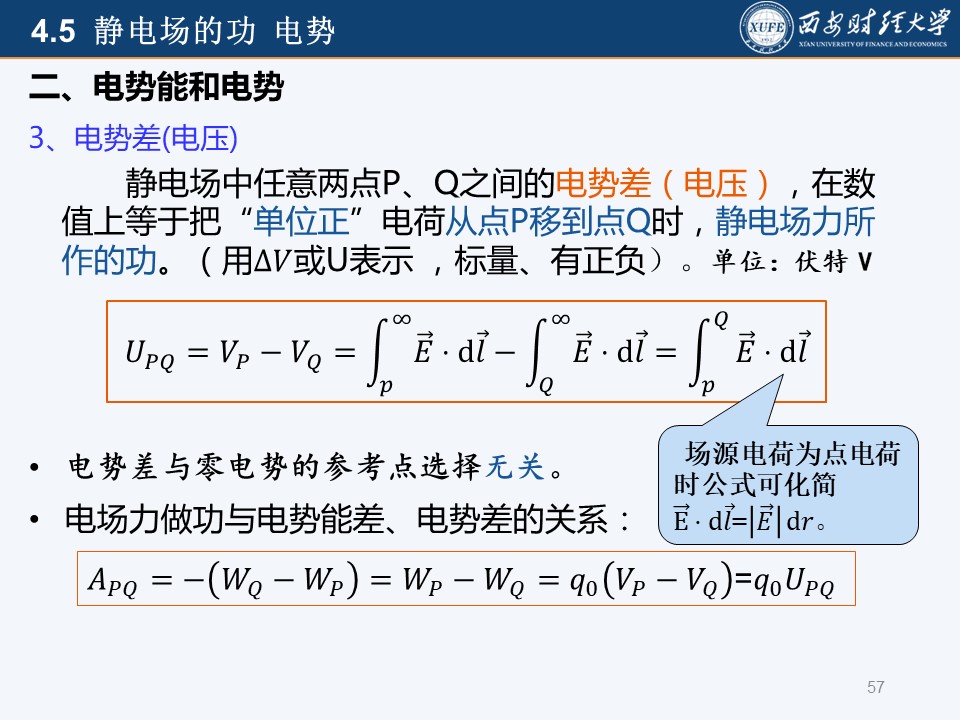 4.5 静电场的功 电势
XUFE
西安财经大学
XI'AN UNIVERSITY OF FINANCE AND ECONOMICS
二、电势能和电势
3、电势差(电压)
静电场中任意两点P、Q之间的电势差（电压），在数
值上等于把“单位正”电荷从点P移到点Q时，静电场力所
作的功。（用Δ𝑉或U表示 ，标量、有正负）。单位：伏特 V
$U_{PQ} = V_P - V_Q = \int_p^\infty \vec{E} \cdot \mathrm{d}\vec{l} - \int_Q^\infty \vec{E} \cdot \mathrm{d}\vec{l} = \int_p^Q \vec{E} \cdot \mathrm{d}\vec{l}$
场源电荷为点电荷
时公式可化简
$\vec{\mathrm{E}} \cdot \mathrm{d}\vec{l} = |\vec{E}| \, \mathrm{d}r$。
• 电势差与零电势的参考点选择无关。
• 电场力做功与电势能差、电势差的关系：
$A_{PQ} = -(W_Q - W_P) = W_P - W_Q = q_0(V_P - V_Q) = q_0 U_{PQ}$
57